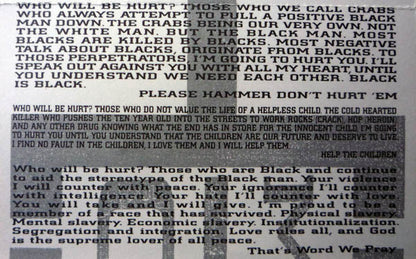 WHO WILL BE HURT? THOSE WHO WE CALL CRABS
WHO ALWAYS ATTEMPT TO PULL A POSITIVE BLACK
MAN DOWN. THE CRABS BEING OUR VERY OWN. NOT
THE WHITE MAN. BUT THE BLACK MAN. MOST
BLACKS ARE KILLED BY BLACKS. MOST NEGATIVE
TALK ABOUT BLACKS, ORIGINATE FROM BLACKS. TO
THOSE PERPETRATORS, I'M GOING TO HURT YOU. I'LL
SPEAK OUT AGAINST YOU WITH ALL MY HEART, UNTIL
YOU UNDERSTAND WE NEED EACH OTHER. BLACK
IS BLACK.
PLEASE HAMMER DON'T HURT 'EM
WHO WILL BE HURT? THOSE WHO DO NOT VALUE THE LIFE OF A HELPLESS CHILD. THE COLD HEARTED
KILLER WHO PUSHES THE TEN YEAR OLD INTO THE STREETS TO WORK ROCKS (CRACK), HOP, HEROIN,
AND ANY OTHER DRUG KNOWING WHAT THE END HAS IN STORE FOR THE INNOCENT CHILD. I'M GOING
TO HURT YOU UNTIL YOU UNDERSTAND THAT THE CHILDREN ARE OUR FUTURE AND DESERVE TO LIVE.
I FIND NO FAULT IN THE CHILDREN, I LOVE THEM AND I WILL HELP THEM.
HELP THE CHILDREN
Who will be hurt? Those who are Black and continue
to aid the stereotype of the Black man. Your violence
I will counter with peace. Your ignorance I'll counter
with intelligence. Your hate I'll counter with Love
You will take and I will give. I'm proud to be a
member of a race that has survived. Physical slavery.
Mental slavery. Economic Slavery. Institutionalization.
Segregation and intergration. Love rules all, and God
is the supreme lover of all peace.
That's Word We Pray